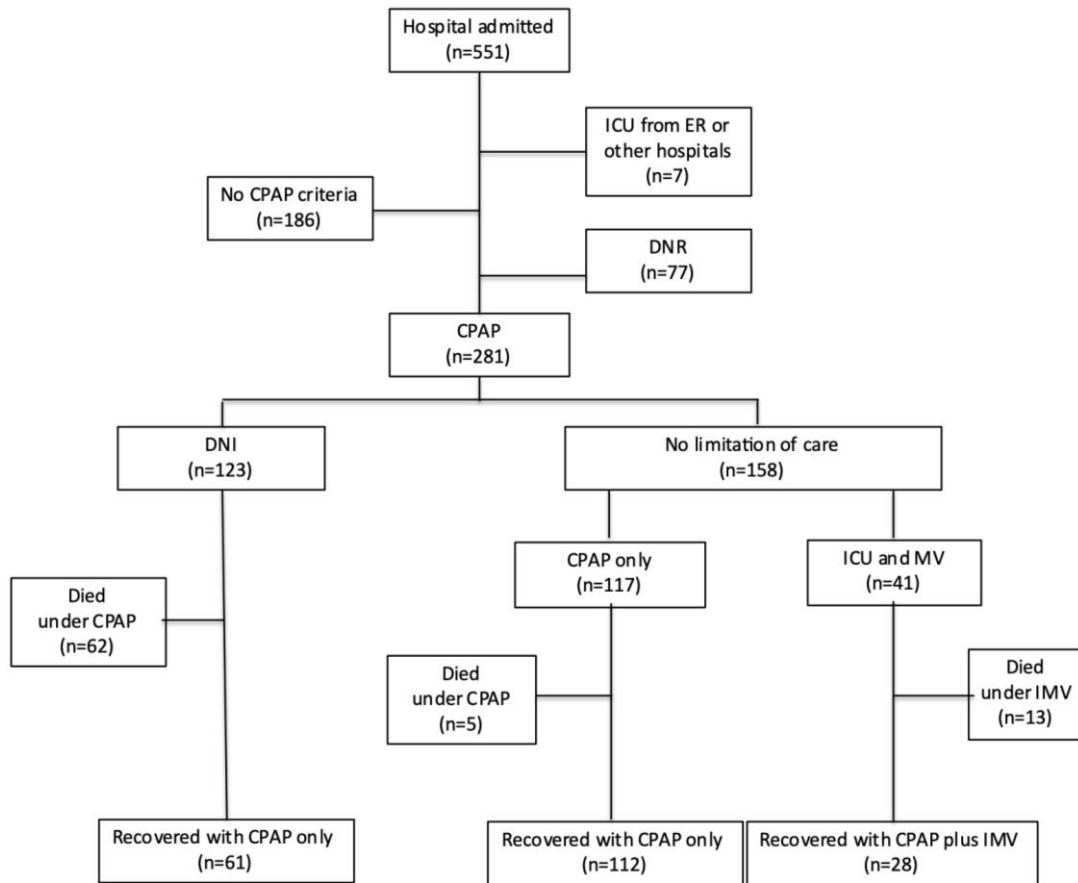 Hospital admitted
(n=551)
ICU from ER or
other hospitals
(n=7)
No CPAP criteria
(n=186)
DNR
(n=77)
CPAP
(n=281)
DNI
(n=123)
No limitation of care
(n=158)
CPAP only
(n=117)
ICU and MV
(n=41)
Died
under CPAP
(n=62)
Died
under CPAP
(n=5)
Died
under IMV
(n=13)
Recovered with CPAP only
(n=61)
Recovered with CPAP only
(n=112)
Recovered with CPAP plus IMV
(n=28)